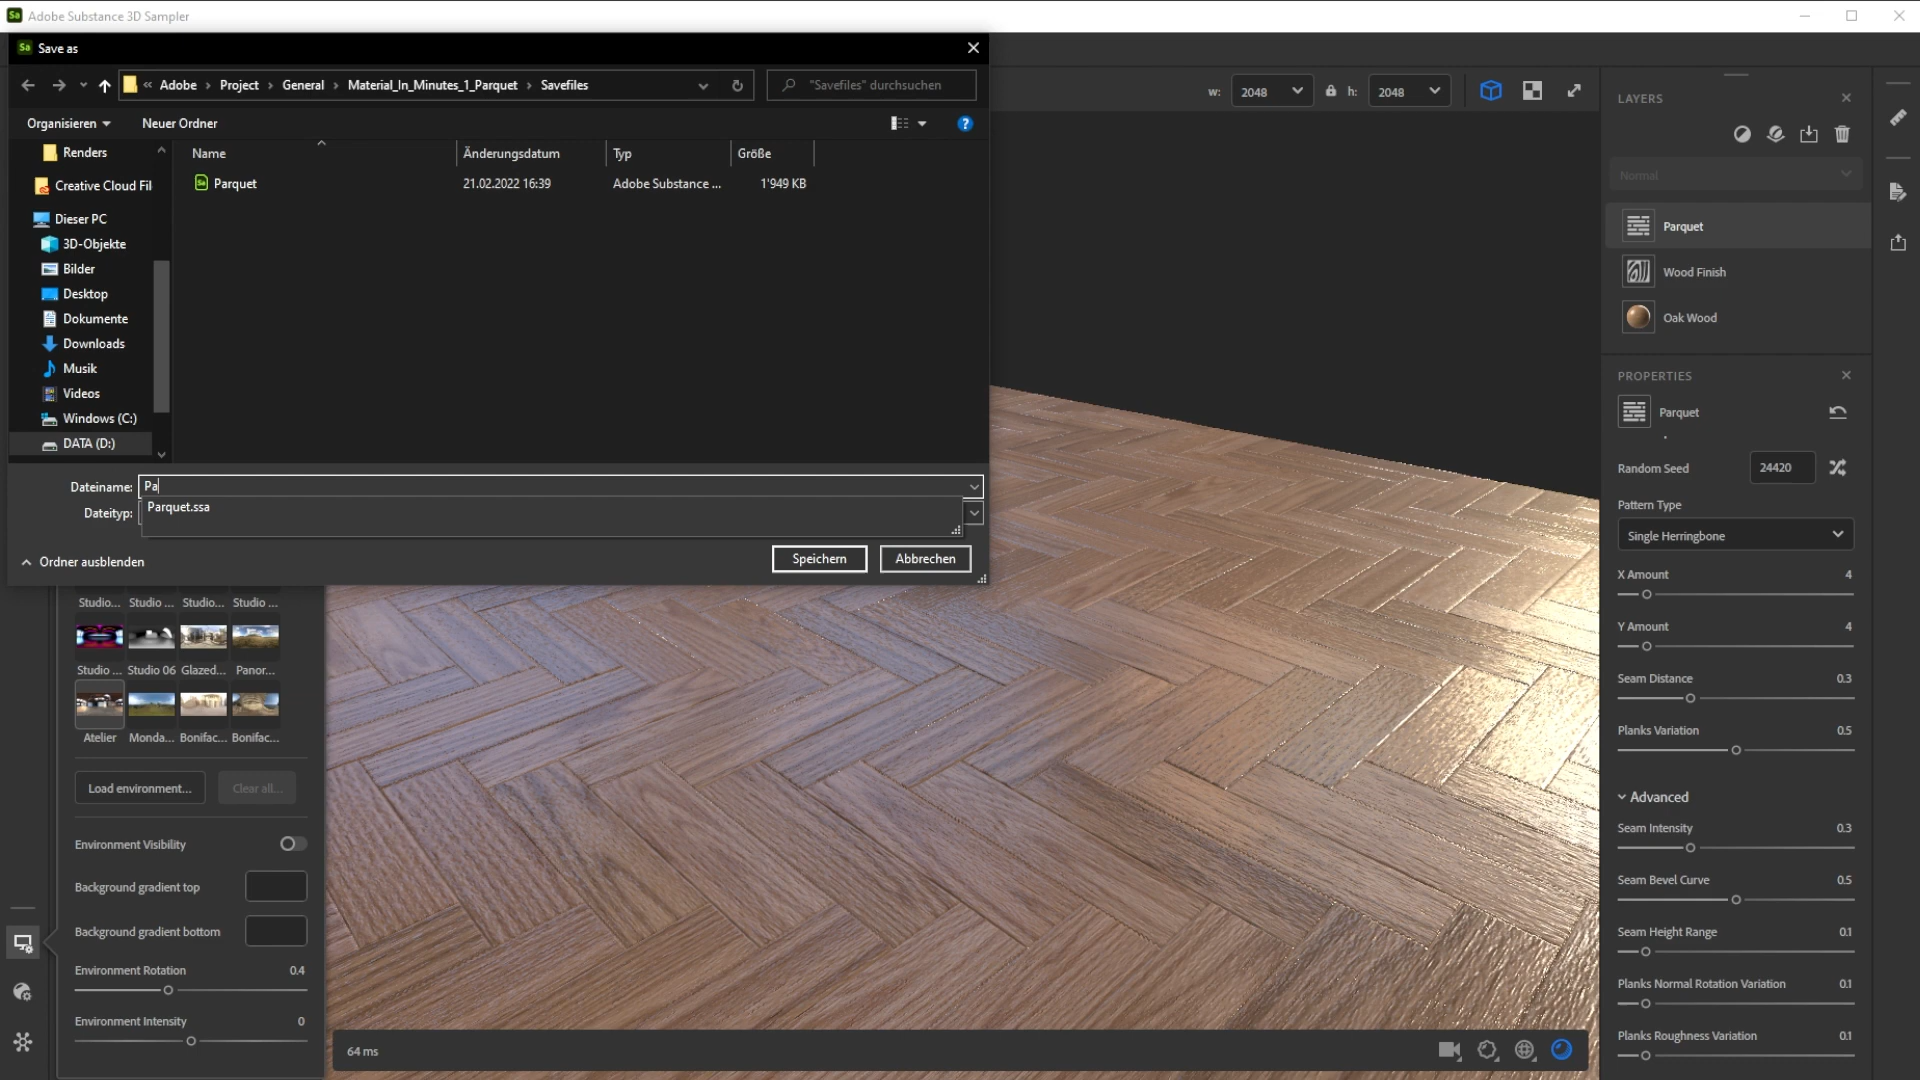 Adobe Substance 3D Sampler
Save as
« Adobe › Project › General › Material_In_Minutes_1_Parquet › Savefiles
"Savefiles" durchsuchen
Organisieren
Neuer Ordner
Renders
Creative Cloud Fil
Dieser PC
3D-Objekte
Bilder
Desktop
Dokumente
Downloads
Musik
Videos
Windows (C:)
DATA (D:)
Name Änderungsdatum Typ Größe
Parquet 21.02.2022 16:39 Adobe Substance ... 1'949 KB
Dateiname: Pa
Dateityp:
Parquet.ssa
Ordner ausblenden
Speichern
Abbrechen
w: 2048 h: 2048
Studio... Studio ... Studio... Studio ...
Studio ... Studio 06 Glazed... Panor...
Atelier Monda... Bonifac... Bonifac...
Load environment...
Clear all...
Environment Visibility
Background gradient top
Background gradient bottom
Environment Rotation 0.4
Environment Intensity 0
64 ms
LAYERS
Normal
Parquet
Wood Finish
Oak Wood
PROPERTIES
Parquet
Random Seed 24420
Pattern Type
Single Herringbone
X Amount 4
Y Amount 4
Seam Distance 0.3
Planks Variation 0.5
Advanced
Seam Intensity 0.3
Seam Bevel Curve 0.5
Seam Height Range 0.1
Planks Normal Rotation Variation 0.1
Planks Roughness Variation 0.1